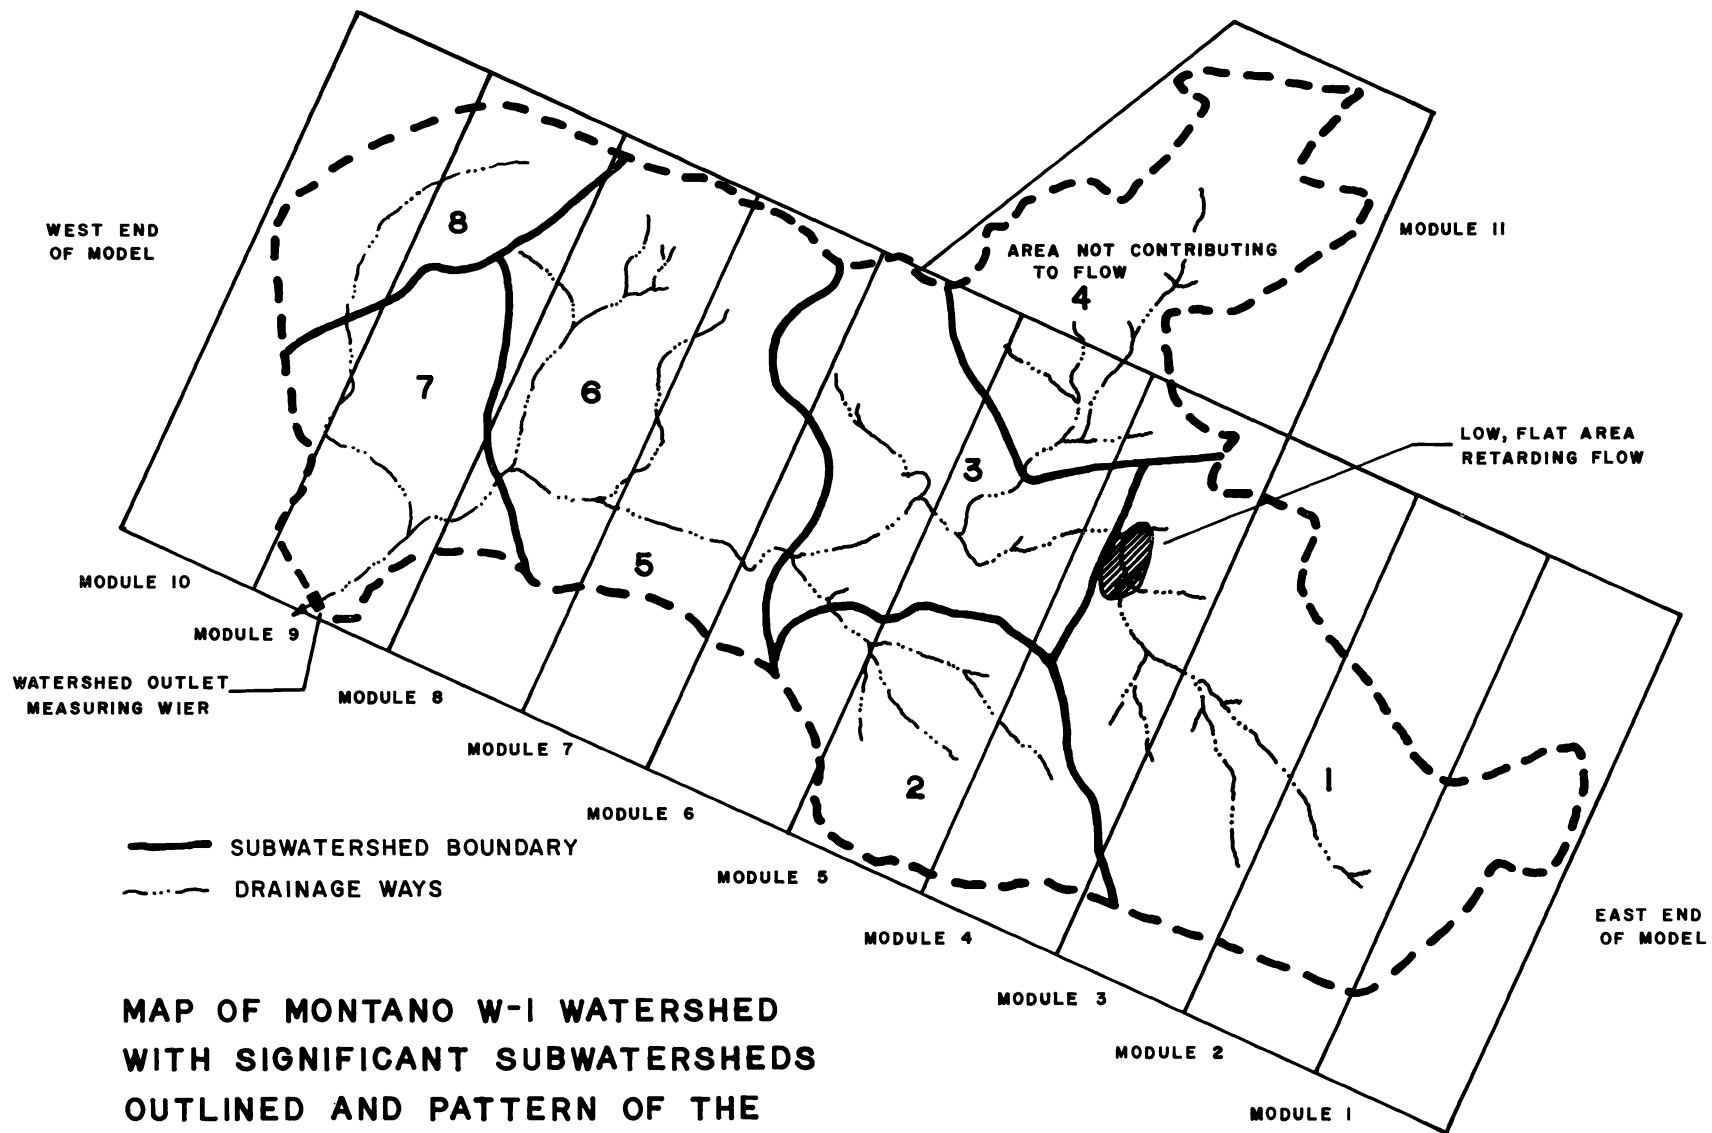 MODULE 11
WEST END
OF MODEL
8
AREA NOT CONTRIBUTING
TO FLOW
4
7
6
3
LOW, FLAT AREA
RETARDING FLOW
5
MODULE 10
MODULE 9
WATERSHED OUTLET
MEASURING WIER
MODULE 8
MODULE 7
2
1
MODULE 6
SUBWATERSHED BOUNDARY
DRAINAGE WAYS
MODULE 5
MODULE 4
EAST END
OF MODEL
MODULE 3
MODULE 2
MODULE 1
MAP OF MONTANO W-1 WATERSHED
WITH SIGNIFICANT SUBWATERSHEDS
OUTLINED AND PATTERN OF THE